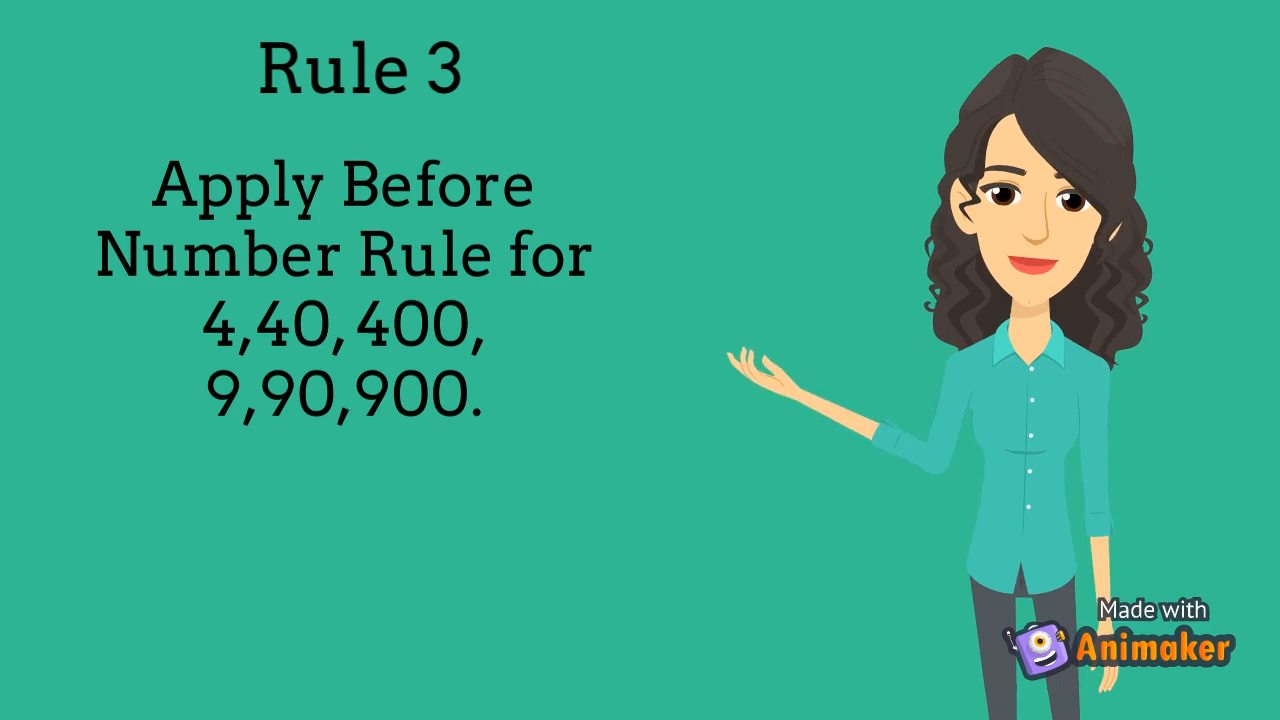 Rule 3
Apply Before
Number Rule for
4,40,400,
9,90,900.
Made with
Animaker